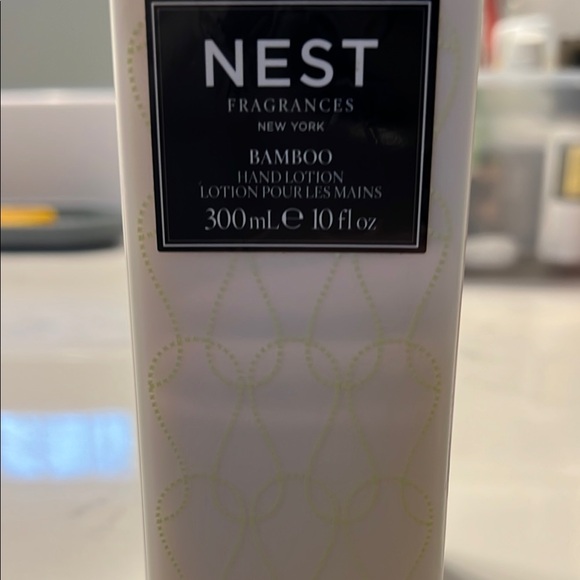 NEST
FRAGRANCES
NEW YORK
BAMBOO
HAND LOTION
LOTION POUR LES MAINS
300 mL ℮ 10 fl oz